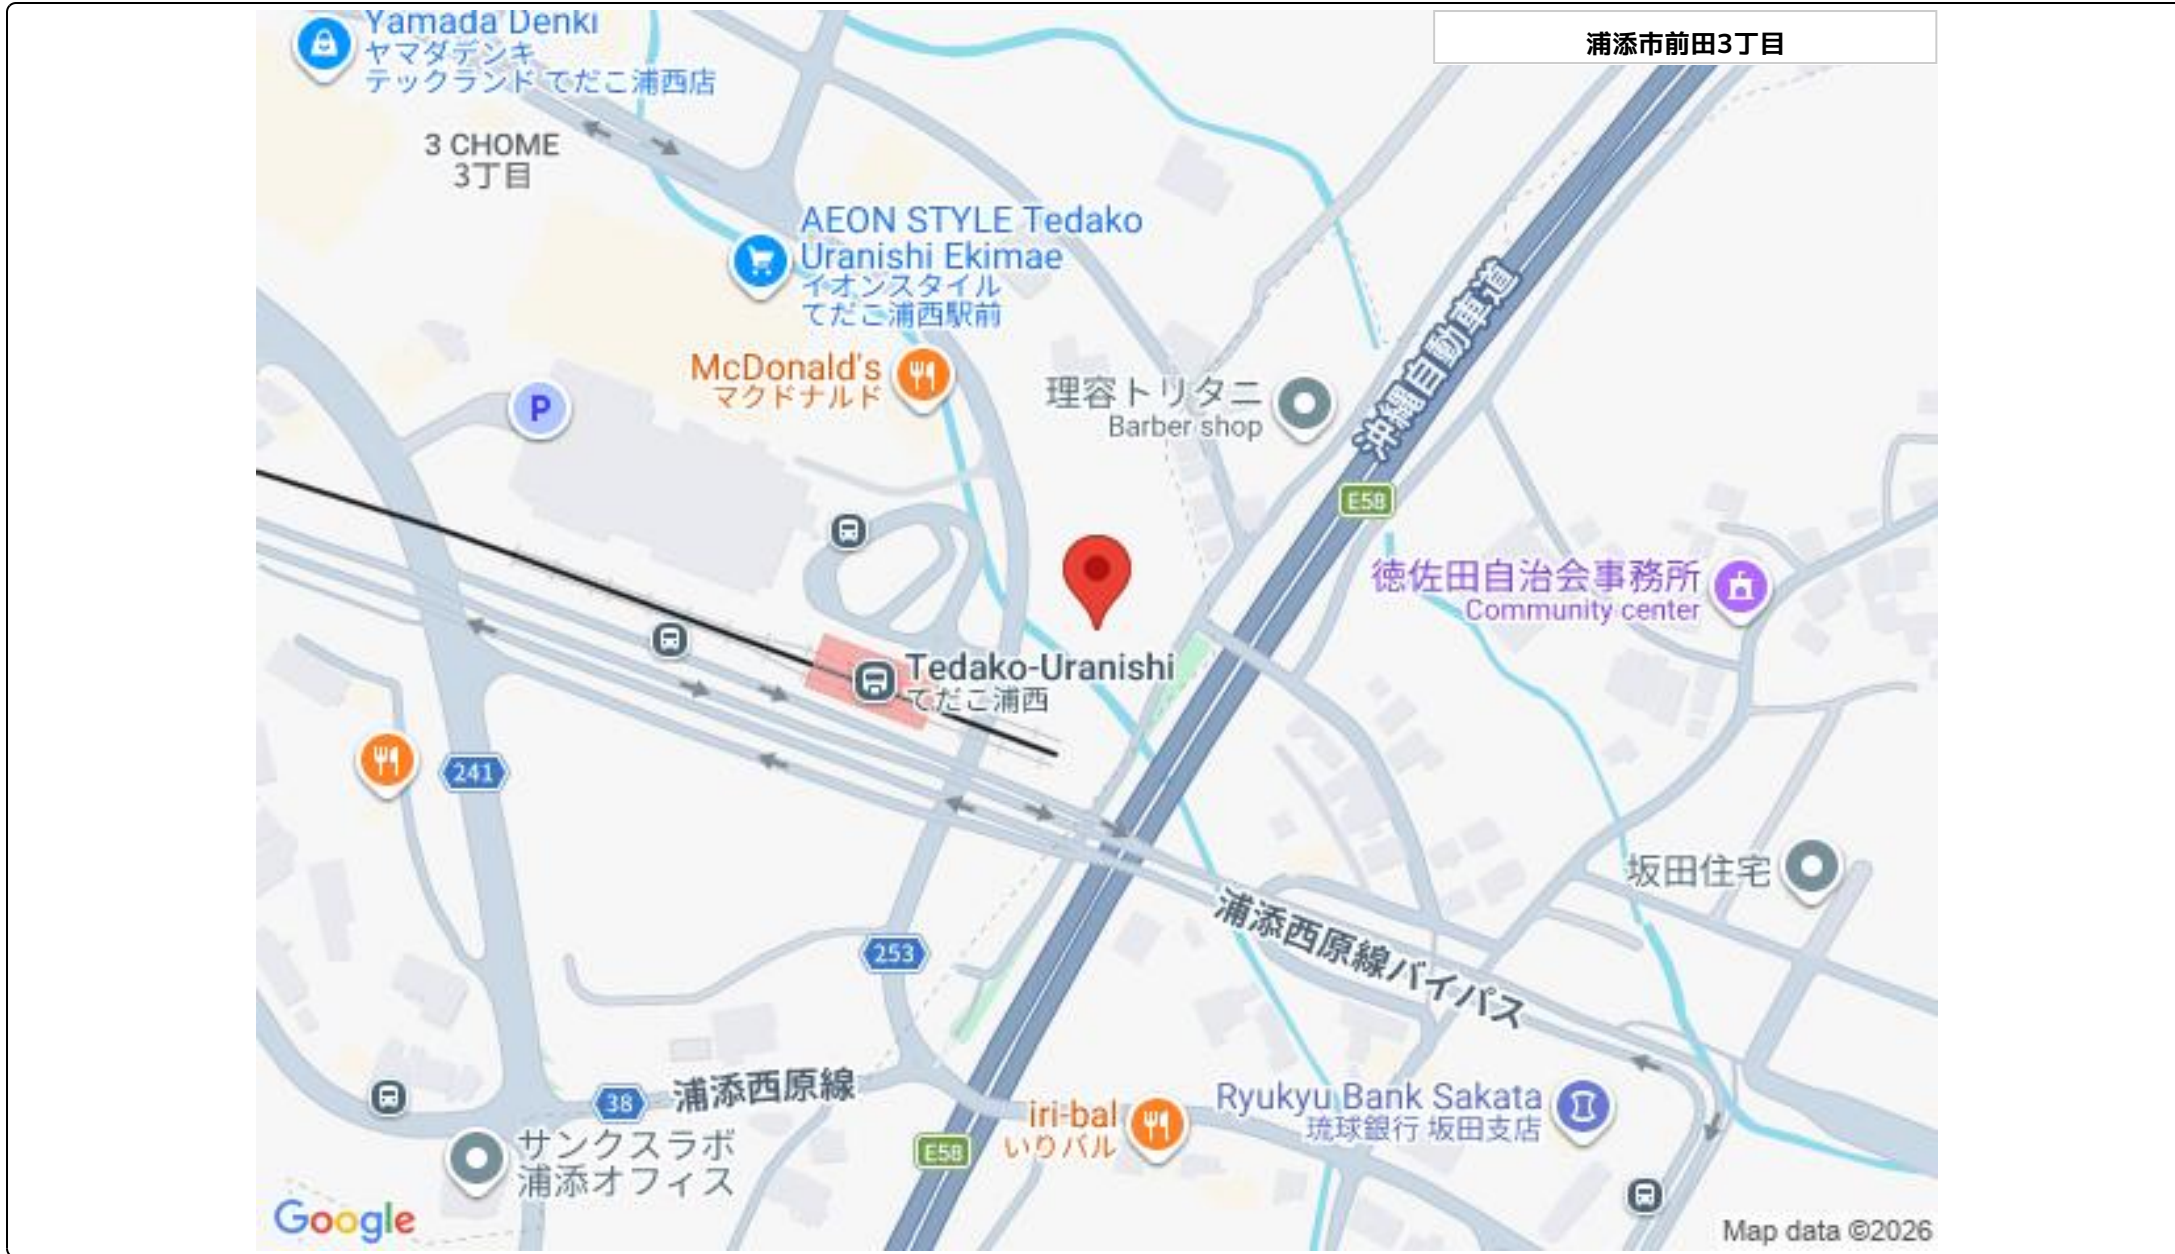 Yamada Denki
ヤマダデンキ
テックランド てだこ浦西店
浦添市前田3丁目
3 CHOME
3丁目
AEON STYLE Tedako
Uranishi Ekimae
イオンスタイル
てだこ浦西駅前
McDonald's
マクドナルド
理容トリタニ
Barber shop
沖縄自動車道
P
E58
徳佐田自治会事務所
Community center
Tedako-Uranishi
てだこ浦西
241
坂田住宅
253
浦添西原線バイパス
38
浦添西原線
iri-bal
いりバル
Ryukyu Bank Sakata
琉球銀行 坂田支店
E58
サンクスラボ
浦添オフィス
Google
Map data ©2026